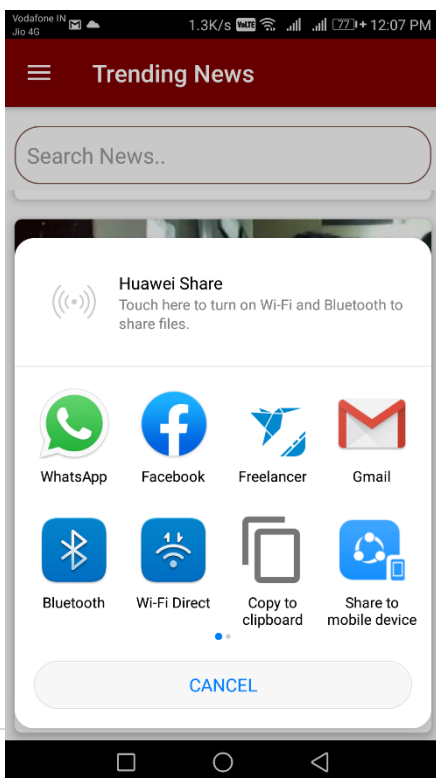 Vodafone IN
Jio 4G
1.3K/s VoLTE 77 12:07 PM
Trending News
Search News..
Huawei Share
Touch here to turn on Wi-Fi and Bluetooth to
share files.
WhatsApp Facebook Freelancer Gmail
Bluetooth Wi-Fi Direct Copy to
clipboard Share to
mobile device
CANCEL